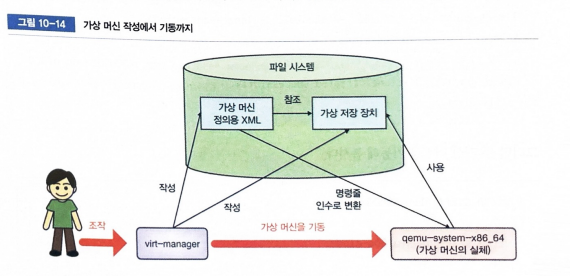 그림 10-14
가상 머신 작성에서 기동까지
파일 시스템
가상 머신
정의용 XML
참조
가상 저장 장치
작성
작성
명령줄
인수로 변환
사용
조작
virt-manager
가상 머신을 기동
qemu-system-x86_64
(가상 머신의 실체)